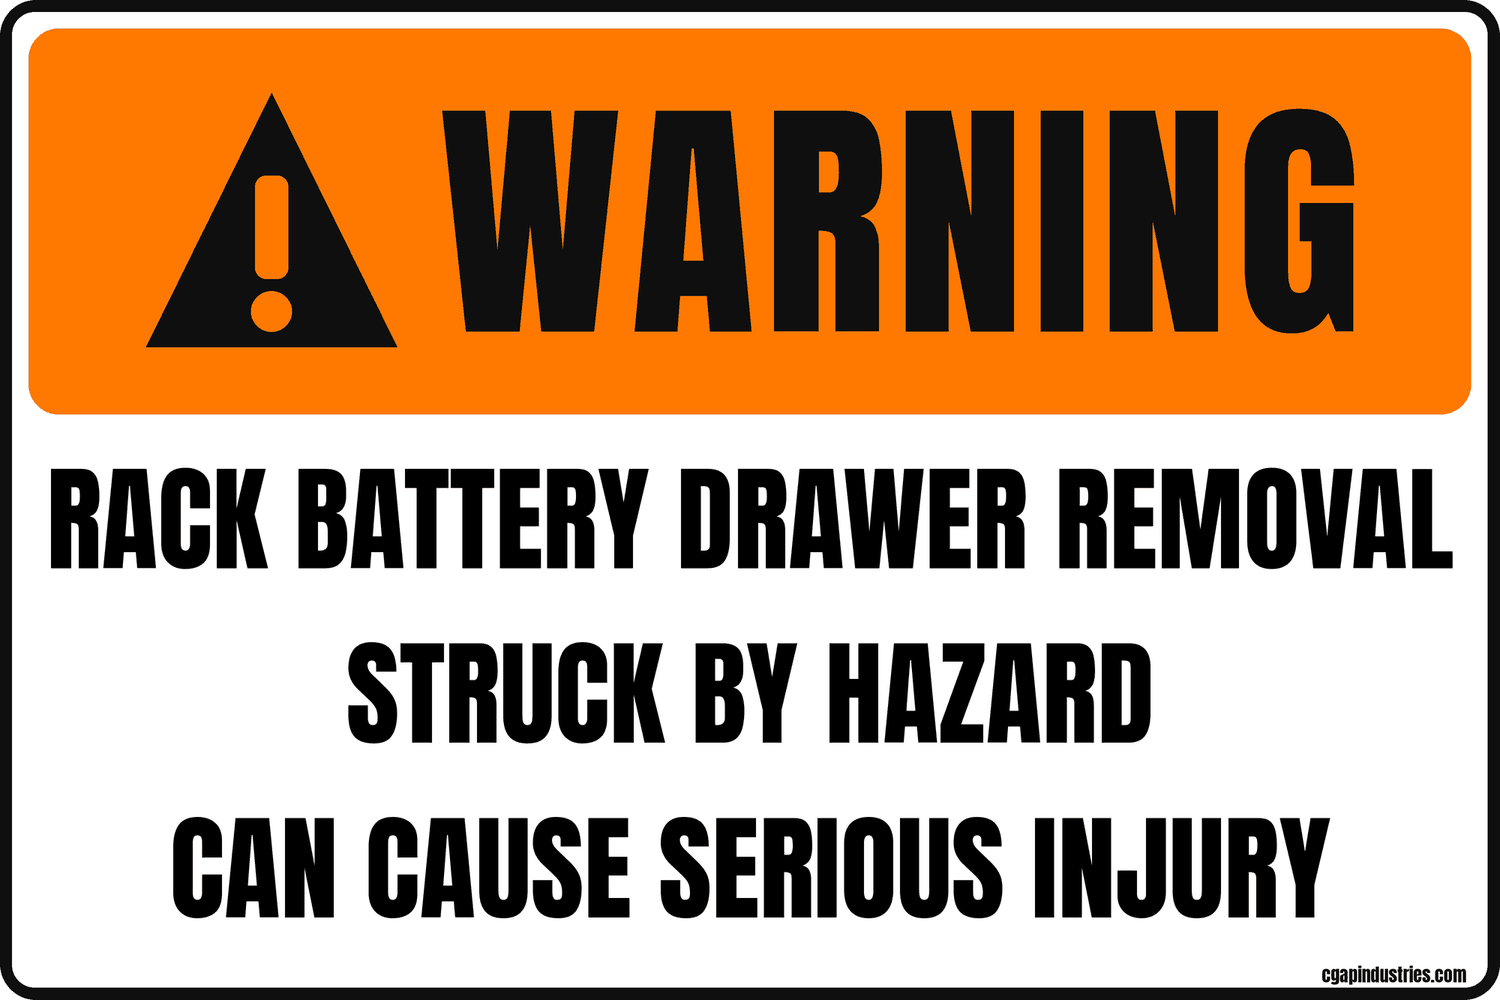 WARNING
RACK BATTERY DRAWER REMOVAL
STRUCK BY HAZARD
CAN CAUSE SERIOUS INJURY
cgapindustries.com